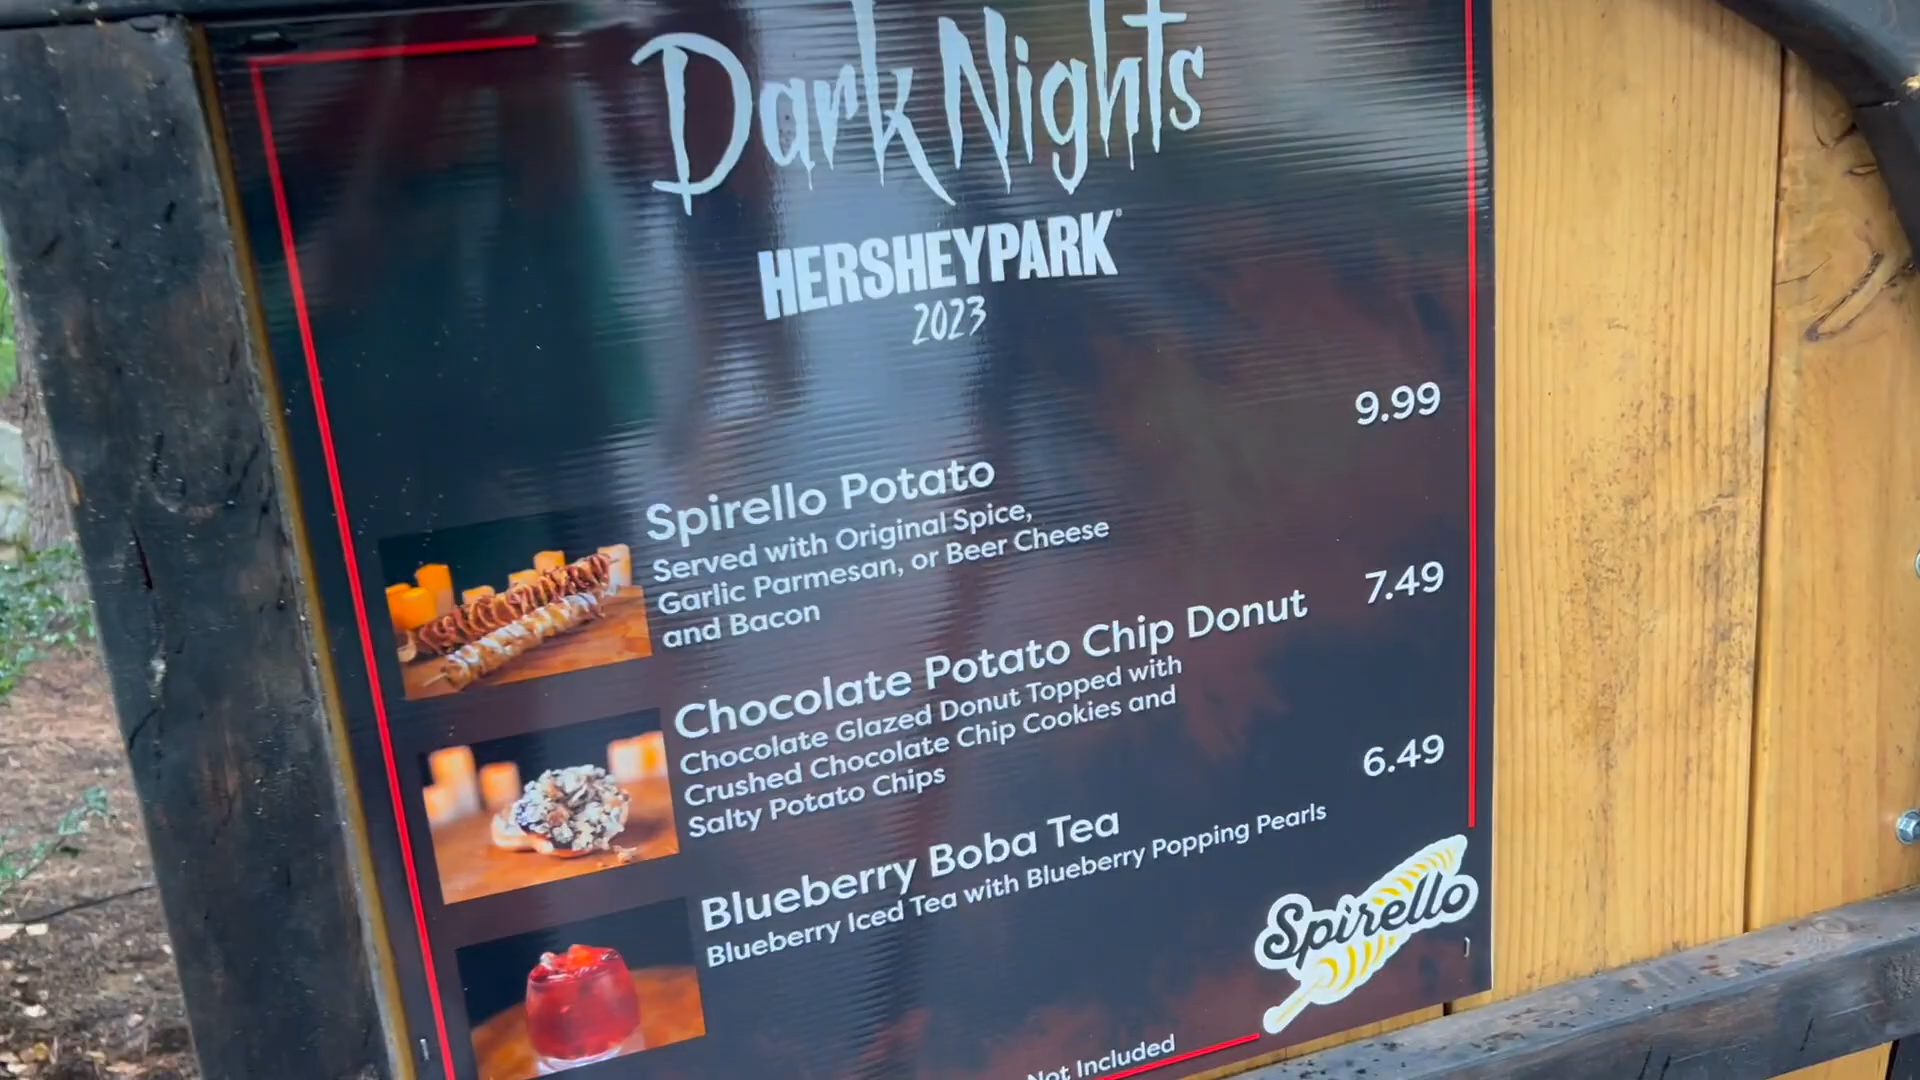 Dark Nights
HERSHEYPARK
2023
9.99
Spirello Potato
Served with Original Spice,
Garlic Parmesan, or Beer Cheese
and Bacon
7.49
Chocolate Potato Chip Donut
Chocolate Glazed Donut Topped with
Crushed Chocolate Chip Cookies and
Salty Potato Chips
6.49
Blueberry Boba Tea
Blueberry Iced Tea with Blueberry Popping Pearls
Spirello
Not Included